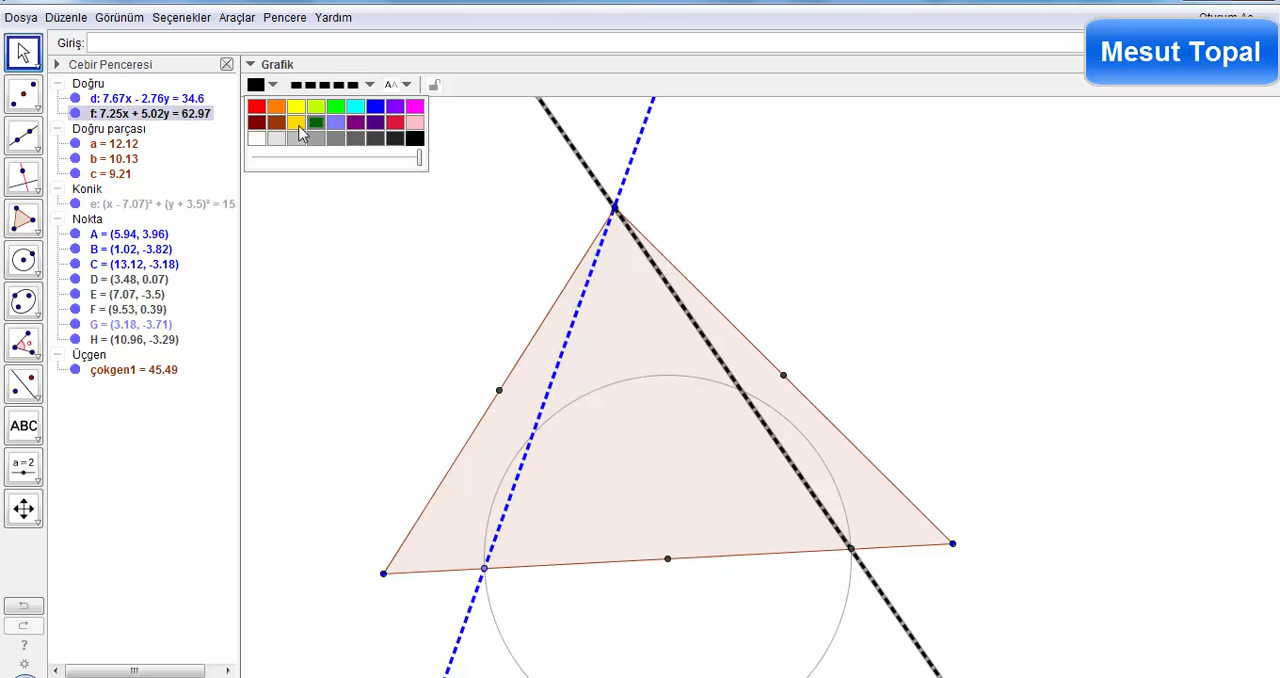 Dosya Düzenle Görünüm Seçenekler Araçlar Pencere Yardım
Mesut Topal
Giriş:
Cebir Penceresi
Grafik
Doğru
d: 7.67x - 2.76y = 34.6
f: 7.25x + 5.02y = 62.97
Doğru parçası
a = 12.12
b = 10.13
c = 9.21
Konik
e: (x - 7.07)² + (y + 3.5)² = 15
Nokta
A = (5.94, 3.96)
B = (1.02, -3.82)
C = (13.12, -3.18)
D = (3.48, 0.07)
E = (7.07, -3.5)
F = (9.53, 0.39)
G = (3.18, -3.71)
H = (10.96, -3.29)
Üçgen
çokgen1 = 45.49
ABC
a=2